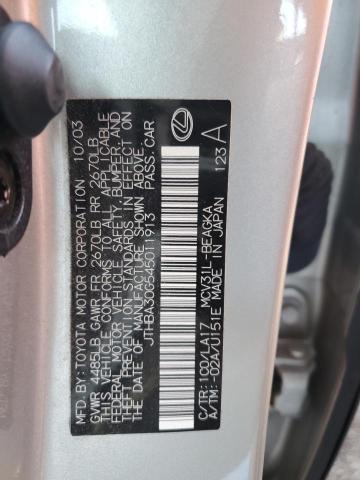 MFD. BY: TOYOTA MOTOR CORPORATION 10/03
GVWR 4485LB GAWR FR 2670LB RR 2670LB
THIS VEHICLE CONFORMS TO ALL APPLICABLE
FEDERAL MOTOR VEHICLE SAFETY, BUMPER, AND
THEFT PREVENTION STANDARDS IN EFFECT ON
THE DATE OF MANUFACTURE SHOWN ABOVE.
JTHBA30G545011913 PASS. CAR
C/TR: 1C0/LA17 MCV31L-BEAGKA
A/TM: -02A/U151E MADE IN JAPAN
123 A